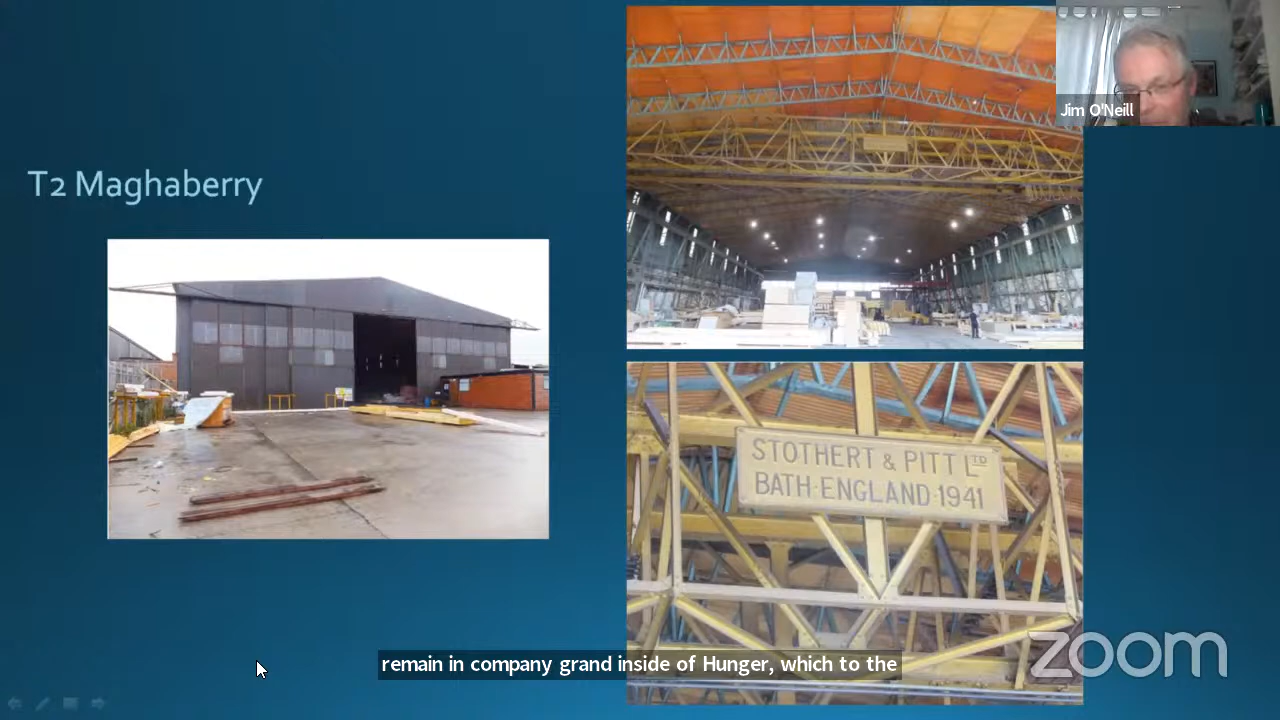 Jim O'Neill
T2 Maghaberry
STOTHERT & PITT LTD
BATH·ENGLAND·1941
remain in company grand inside of Hunger, which to the
zoom